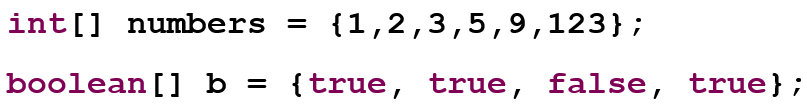 int[] numbers = {1,2,3,5,9,123};
boolean[] b = {true, true, false, true};